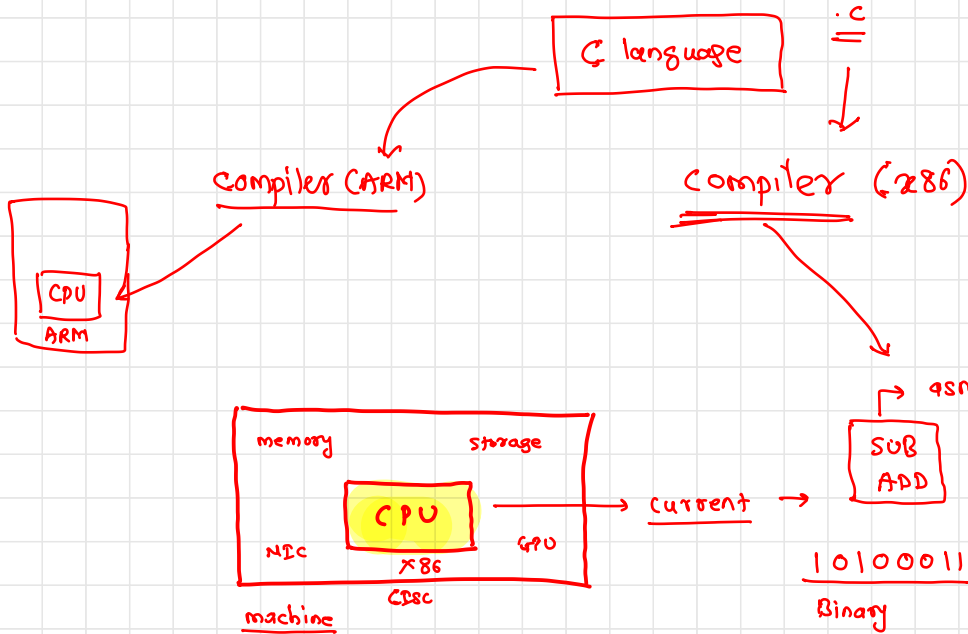 .c
C language
Compiler (ARM)
Compiler (x86)
CPU
ARM
asm
memory
storage
SUB
ADD
CPU
current
NIC
GPU
X86
10100011
CISC
machine
Binary